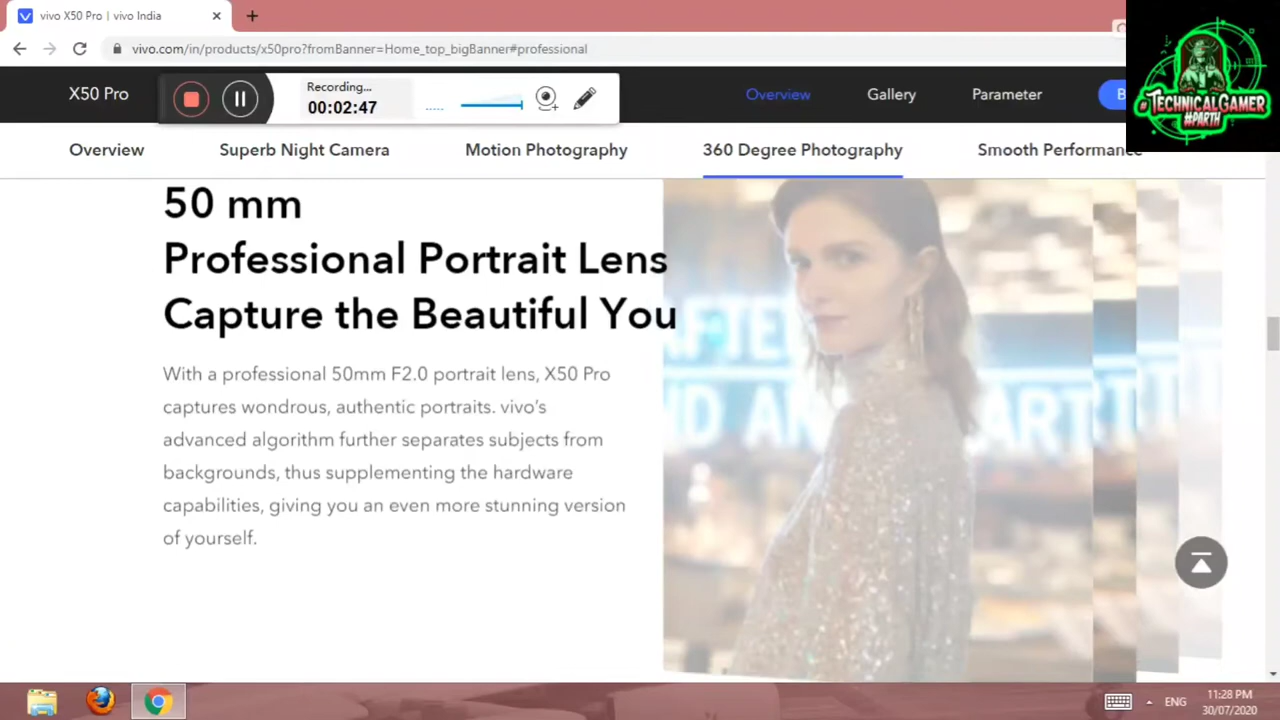 vivo X50 Pro | vivo India
vivo.com/in/products/x50pro?fromBanner=Home_top_bigBanner#professional
X50 Pro
Recording...
00:02:47
Overview
Gallery
Parameter
B
#TECHNICALGAMER
#PARTH
Overview
Superb Night Camera
Motion Photography
360 Degree Photography
Smooth Performance
50 mm
Professional Portrait Lens
Capture the Beautiful You
With a professional 50mm F2.0 portrait lens, X50 Pro
captures wondrous, authentic portraits. vivo's
advanced algorithm further separates subjects from
backgrounds, thus supplementing the hardware
capabilities, giving you an even more stunning version
of yourself.
ENG
11:28 PM
30/07/2020